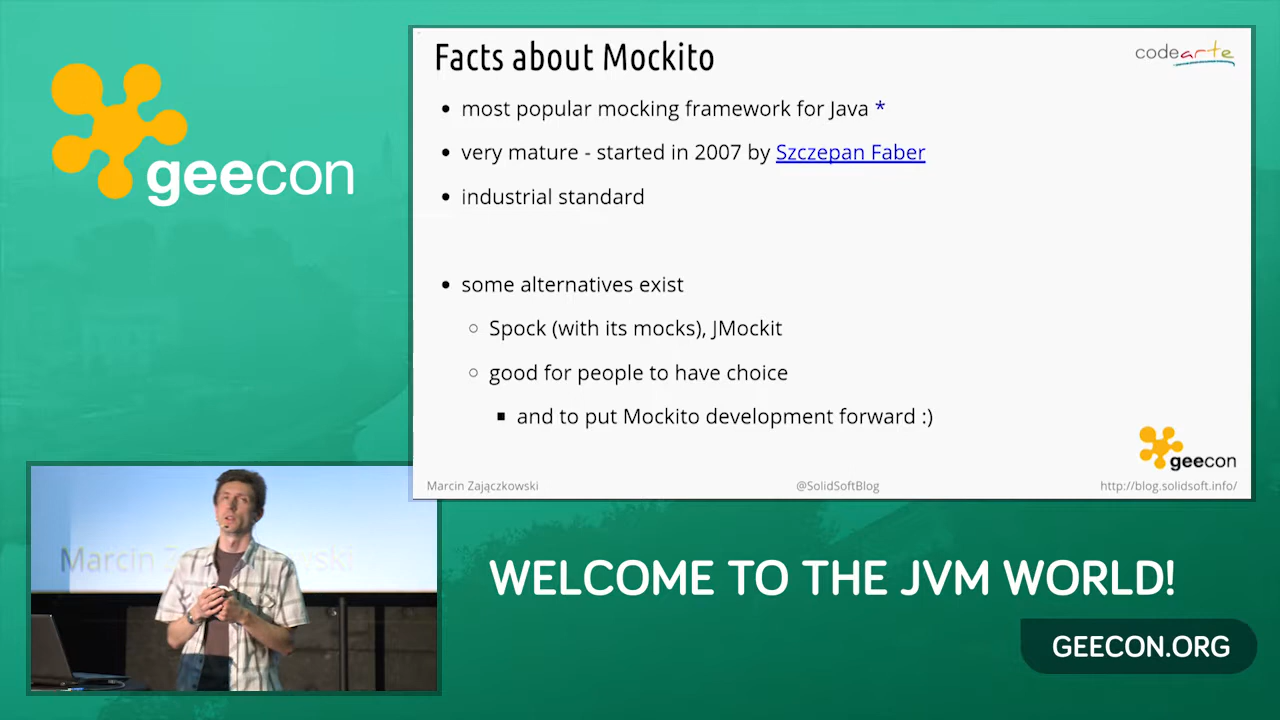 geecon
Facts about Mockito
codearte
• most popular mocking framework for Java *
• very mature - started in 2007 by Szczepan Faber
• industrial standard
• some alternatives exist
○ Spock (with its mocks), JMockit
○ good for people to have choice
■ and to put Mockito development forward :)
geecon
Marcin Zajączkowski
@SolidSoftBlog
http://blog.solidsoft.info/
Marcin
WELCOME TO THE JVM WORLD!
GEECON.ORG